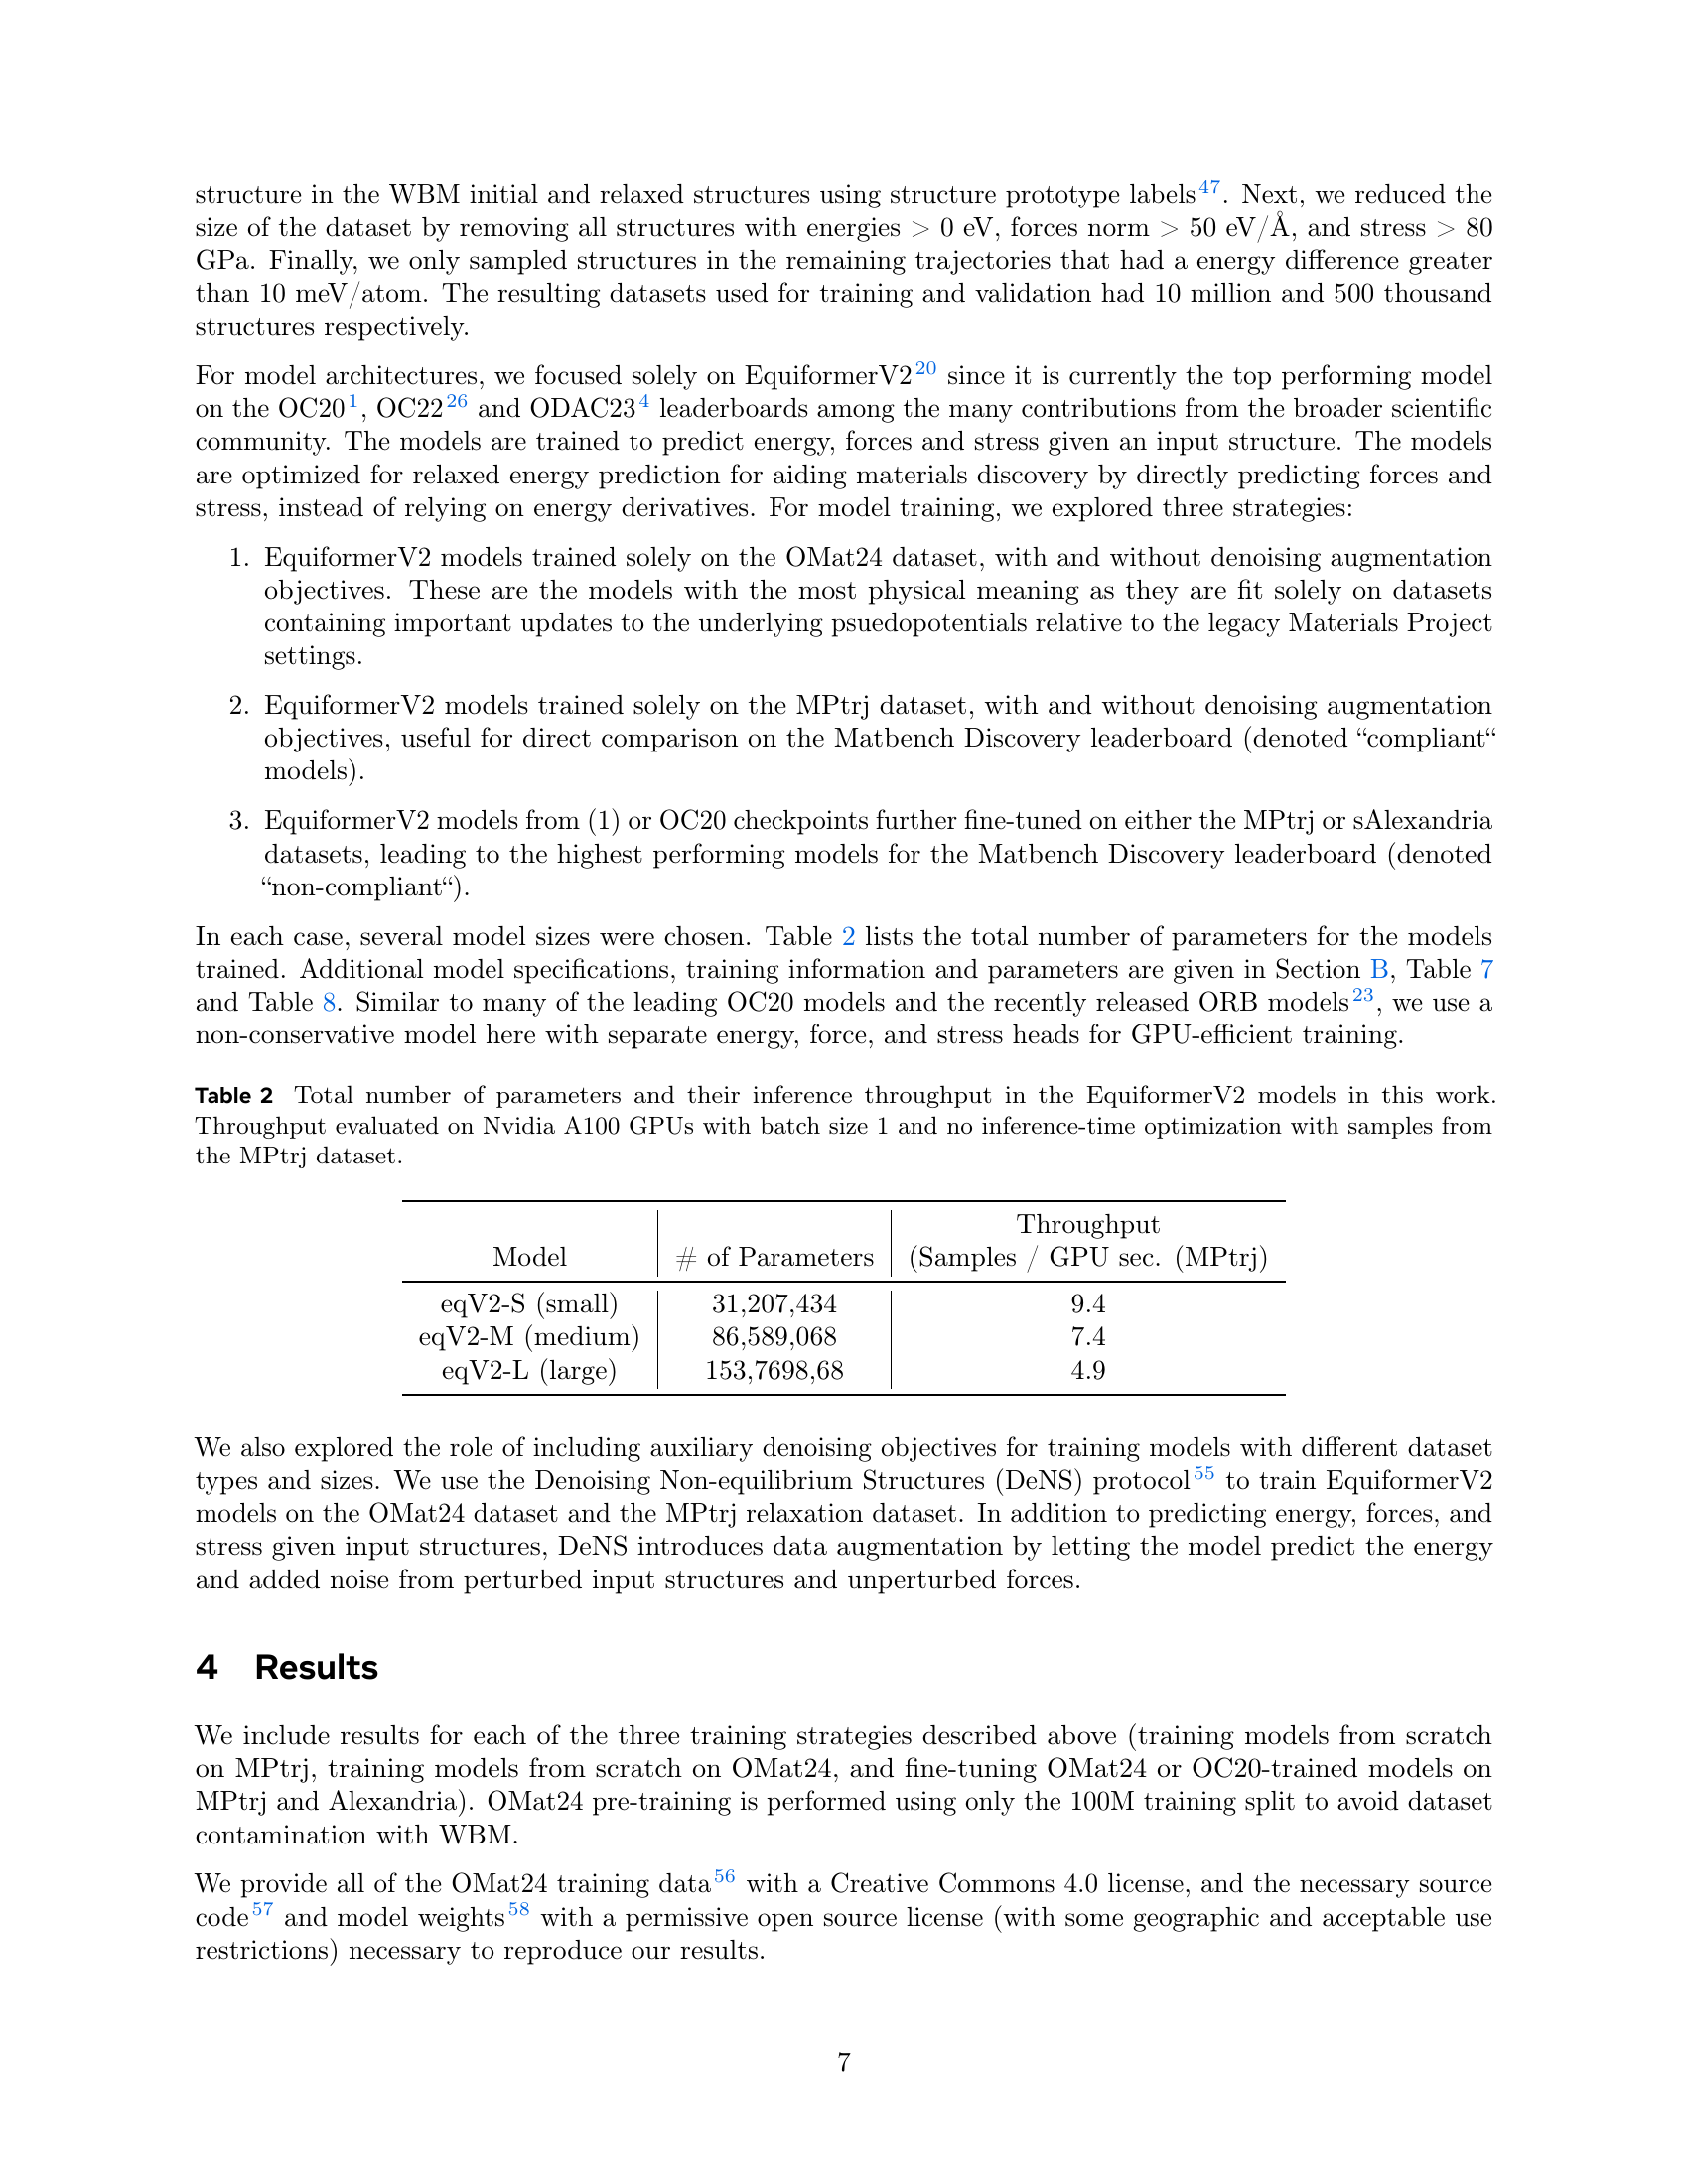 structure in the WBM initial and relaxed structures using structure prototype labels47. Next, we reduced the
size of the dataset by removing all structures with energies > 0 eV, forces norm > 50 eV/Å, and stress > 80
GPa. Finally, we only sampled structures in the remaining trajectories that had a energy difference greater
than 10 meV/atom. The resulting datasets used for training and validation had 10 million and 500 thousand
structures respectively.
For model architectures, we focused solely on EquiformerV220 since it is currently the top performing model
on the OC201, OC2226 and ODAC234 leaderboards among the many contributions from the broader scientific
community. The models are trained to predict energy, forces and stress given an input structure. The models
are optimized for relaxed energy prediction for aiding materials discovery by directly predicting forces and
stress, instead of relying on energy derivatives. For model training, we explored three strategies:
1. EquiformerV2 models trained solely on the OMat24 dataset, with and without denoising augmentation
objectives. These are the models with the most physical meaning as they are fit solely on datasets
containing important updates to the underlying psuedopotentials relative to the legacy Materials Project
settings.
2. EquiformerV2 models trained solely on the MPtrj dataset, with and without denoising augmentation
objectives, useful for direct comparison on the Matbench Discovery leaderboard (denoted “compliant“
models).
3. EquiformerV2 models from (1) or OC20 checkpoints further fine-tuned on either the MPtrj or sAlexandria
datasets, leading to the highest performing models for the Matbench Discovery leaderboard (denoted
“non-compliant“).
In each case, several model sizes were chosen. Table 2 lists the total number of parameters for the models
trained. Additional model specifications, training information and parameters are given in Section B, Table 7
and Table 8. Similar to many of the leading OC20 models and the recently released ORB models23, we use a
non-conservative model here with separate energy, force, and stress heads for GPU-efficient training.
Table 2 Total number of parameters and their inference throughput in the EquiformerV2 models in this work.
Throughput evaluated on Nvidia A100 GPUs with batch size 1 and no inference-time optimization with samples from
the MPtrj dataset.
Throughput
Model # of Parameters (Samples / GPU sec. (MPtrj)
eqV2-S (small) 31,207,434 9.4
eqV2-M (medium) 86,589,068 7.4
eqV2-L (large) 153,7698,68 4.9
We also explored the role of including auxiliary denoising objectives for training models with different dataset
types and sizes. We use the Denoising Non-equilibrium Structures (DeNS) protocol55 to train EquiformerV2
models on the OMat24 dataset and the MPtrj relaxation dataset. In addition to predicting energy, forces, and
stress given input structures, DeNS introduces data augmentation by letting the model predict the energy
and added noise from perturbed input structures and unperturbed forces.
4 Results
We include results for each of the three training strategies described above (training models from scratch
on MPtrj, training models from scratch on OMat24, and fine-tuning OMat24 or OC20-trained models on
MPtrj and Alexandria). OMat24 pre-training is performed using only the 100M training split to avoid dataset
contamination with WBM.
We provide all of the OMat24 training data56 with a Creative Commons 4.0 license, and the necessary source
code57 and model weights58 with a permissive open source license (with some geographic and acceptable use
restrictions) necessary to reproduce our results.
7